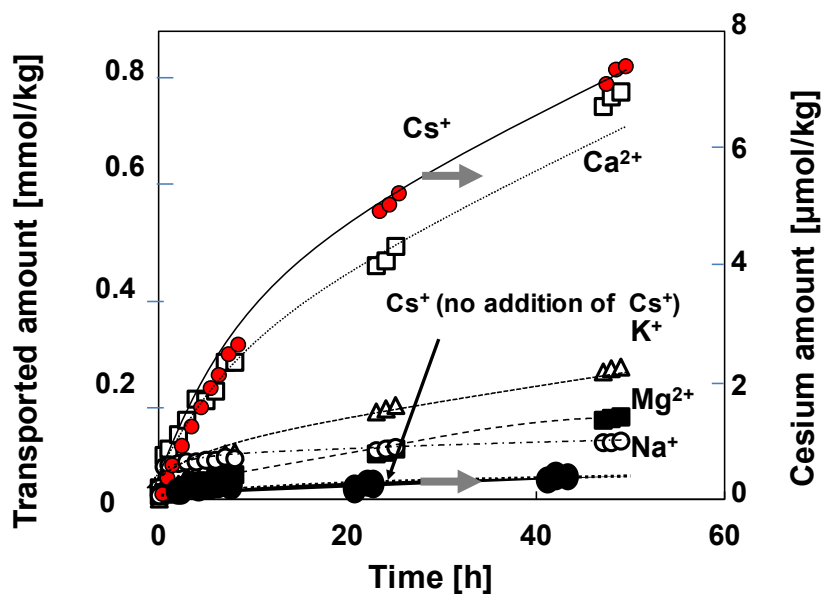 Transported amount [mmol/kg]
0.8
0.6
0.4
0.2
0
8
6
4
2
0
Cesium amount [µmol/kg]
Cs⁺
Ca²⁺
Cs⁺ (no addition of Cs⁺)
K⁺
Mg²⁺
Na⁺
0 20 40 60
Time [h]